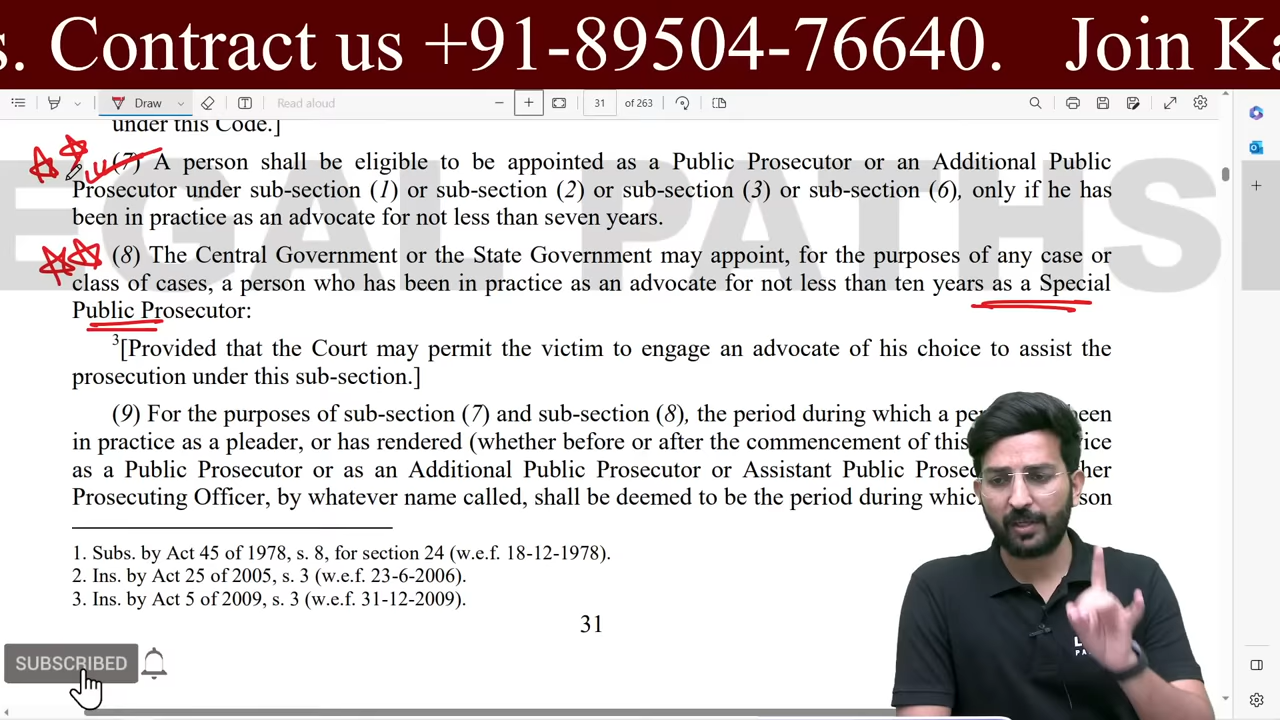 s. Contract us +91-89504-76640. Join Ka
Draw
Read aloud
31 of 263
under this Code.]
(7) A person shall be eligible to be appointed as a Public Prosecutor or an Additional Public
Prosecutor under sub-section (1) or sub-section (2) or sub-section (3) or sub-section (6), only if he has
been in practice as an advocate for not less than seven years.
(8) The Central Government or the State Government may appoint, for the purposes of any case or
class of cases, a person who has been in practice as an advocate for not less than ten years as a Special
Public Prosecutor:
3[Provided that the Court may permit the victim to engage an advocate of his choice to assist the
prosecution under this sub-section.]
(9) For the purposes of sub-section (7) and sub-section (8), the period during which a been
in practice as a pleader, or has rendered (whether before or after the commencement of this
as a Public Prosecutor or as an Additional Public Prosecutor or Assistant Public
Prosecuting Officer, by whatever name called, shall be deemed to be the period during
1. Subs. by Act 45 of 1978, s. 8, for section 24 (w.e.f. 18-12-1978).
2. Ins. by Act 25 of 2005, s. 3 (w.e.f. 23-6-2006).
3. Ins. by Act 5 of 2009, s. 3 (w.e.f. 31-12-2009).
31
EGAL PATHS
SUBSCRIBED